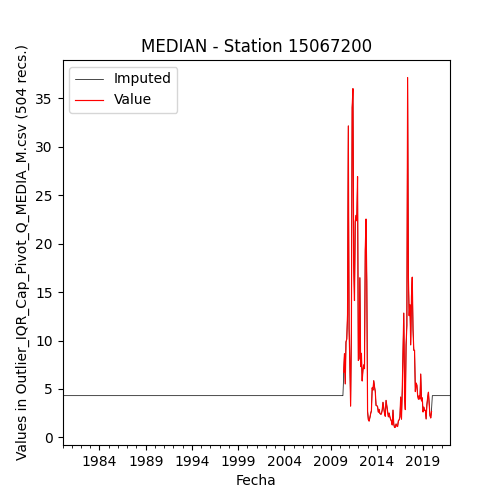 MEDIAN - Station 15067200
Imputed
Value
Values in Outlier_IQR_Cap_Pivot_Q_MEDIA_M.csv (504 recs.)
35
30
25
20
15
10
5
0
1984 1989 1994 1999 2004 2009 2014 2019
Fecha